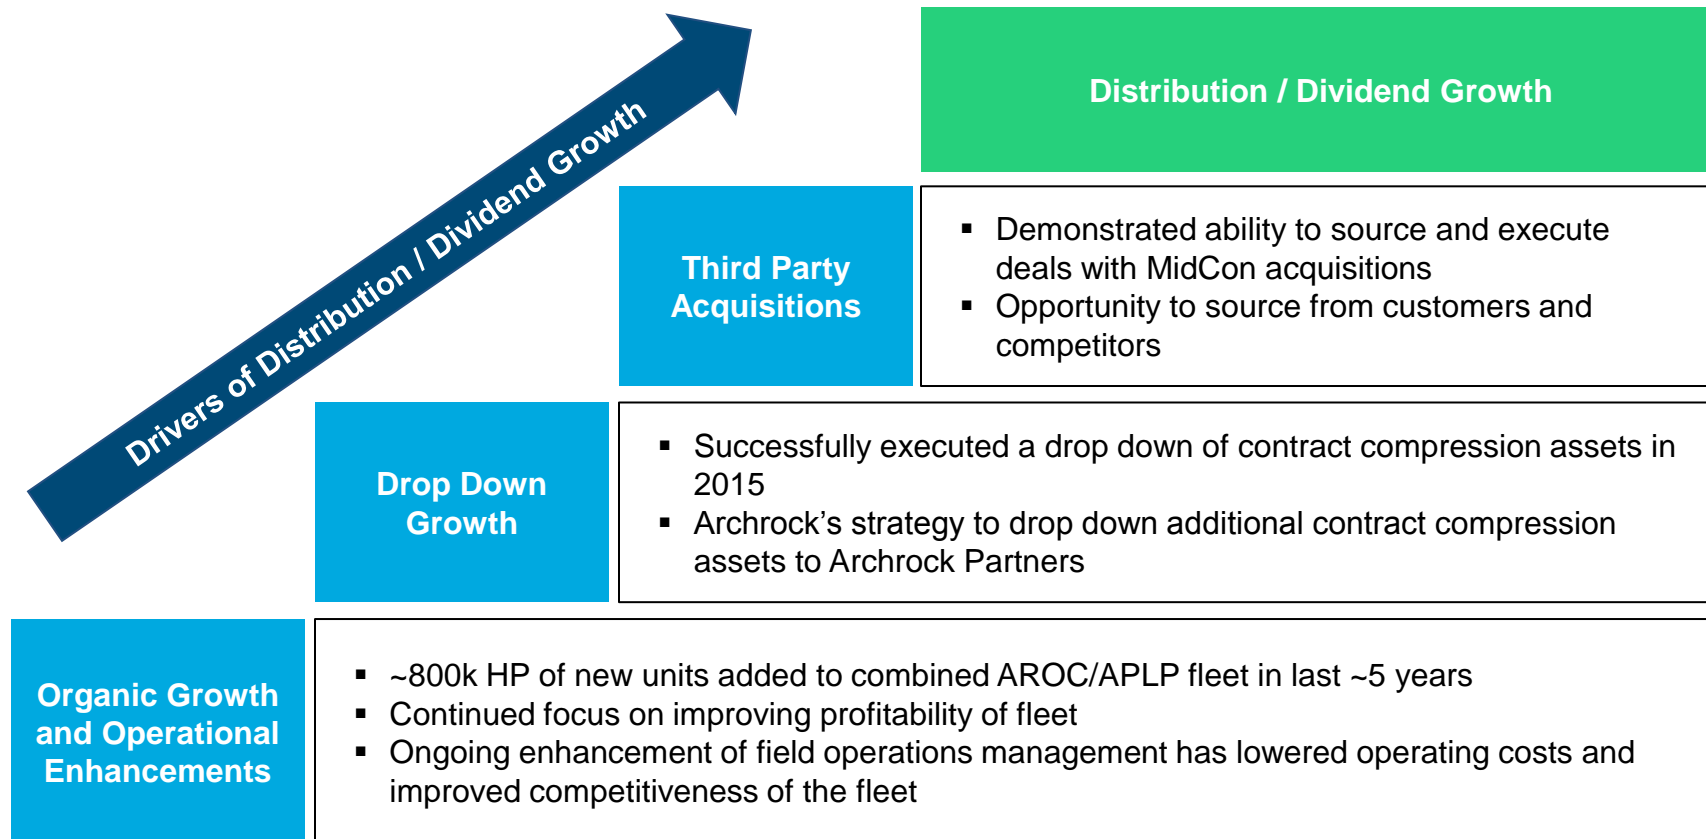 Drivers of Distribution / Dividend Growth
Distribution / Dividend Growth
Third Party
Acquisitions
▪ Demonstrated ability to source and execute
deals with MidCon acquisitions
▪ Opportunity to source from customers and
competitors
Drop Down
Growth
▪ Successfully executed a drop down of contract compression assets in
2015
▪ Archrock’s strategy to drop down additional contract compression
assets to Archrock Partners
Organic Growth
and Operational
Enhancements
▪ ~800k HP of new units added to combined AROC/APLP fleet in last ~5 years
▪ Continued focus on improving profitability of fleet
▪ Ongoing enhancement of field operations management has lowered operating costs and
improved competitiveness of the fleet